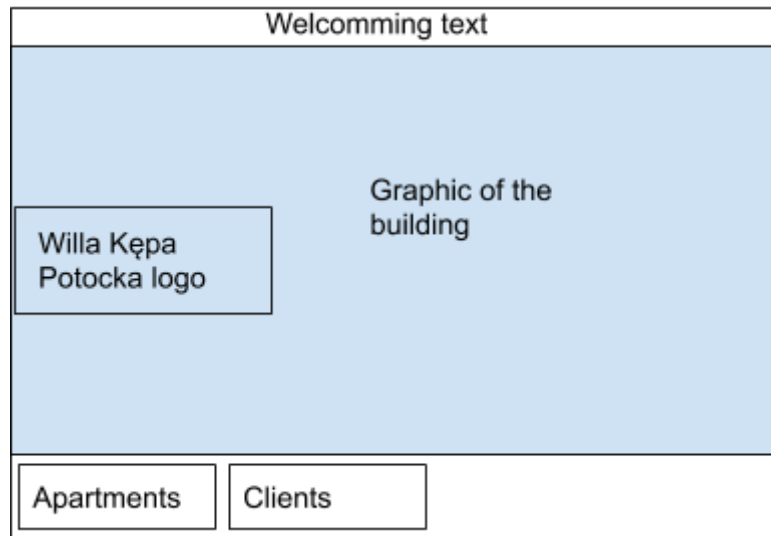 Welcomming text
Graphic of the
building
Willa Kępa
Potocka logo
Apartments
Clients